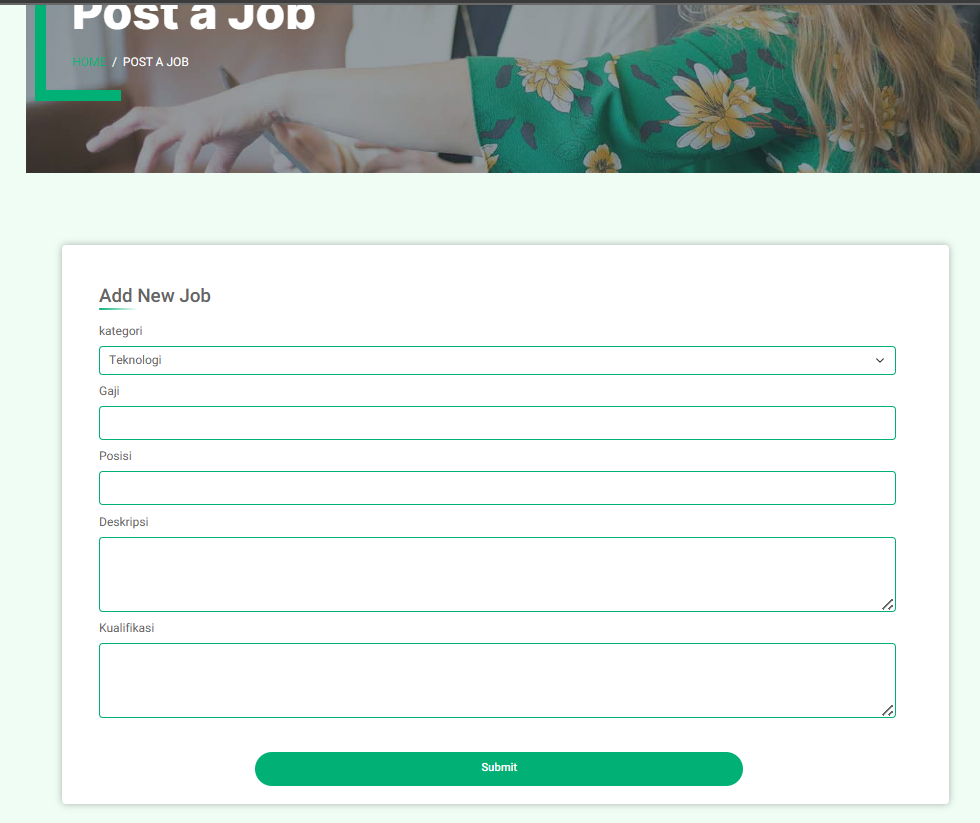 Post a Job
HOME / POST A JOB
Add New Job
kategori
Teknologi
Gaji
Posisi
Deskripsi
Kualifikasi
Submit